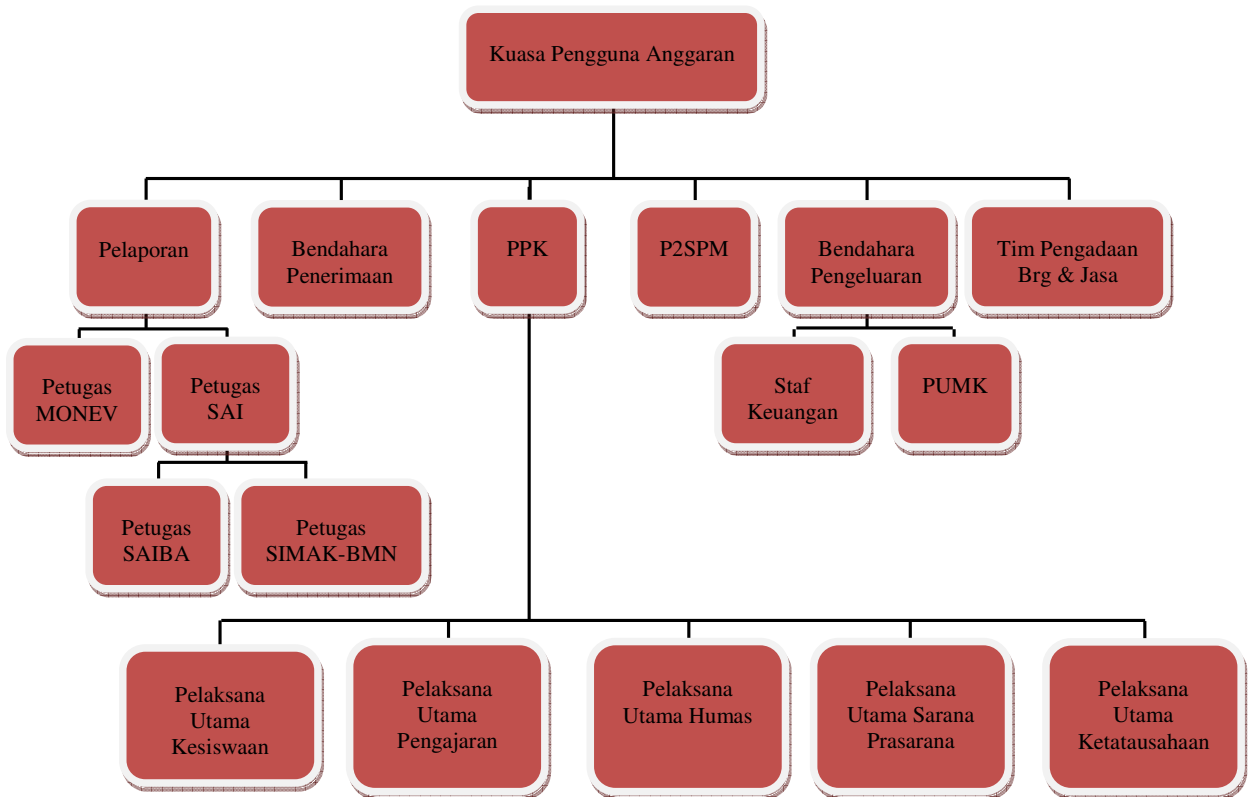 Kuasa Pengguna Anggaran
Pelaporan
Bendahara
Penerimaan
PPK
P2SPM
Bendahara
Pengeluaran
Tim Pengadaan
Brg & Jasa
Petugas
MONEV
Petugas
SAI
Staf
Keuangan
PUMK
Petugas
SAIBA
Petugas
SIMAK-BMN
Pelaksana
Utama
Kesiswaan
Pelaksana
Utama
Pengajaran
Pelaksana
Utama Humas
Pelaksana
Utama Sarana
Prasarana
Pelaksana
Utama
Ketatausahaan